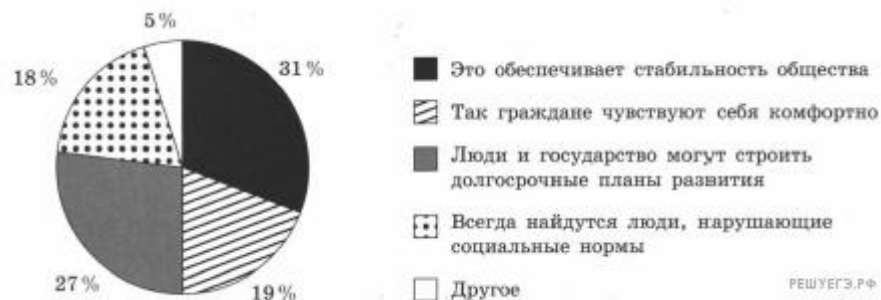 5 %
31 %
18 %
27 %
19 %
Это обеспечивает стабильность общества
Так граждане чувствуют себя комфортно
Люди и государство могут строить
долгосрочные планы развития
Всегда найдутся люди, нарушающие
социальные нормы
Другое
РЕШУЕГЭ.РФ